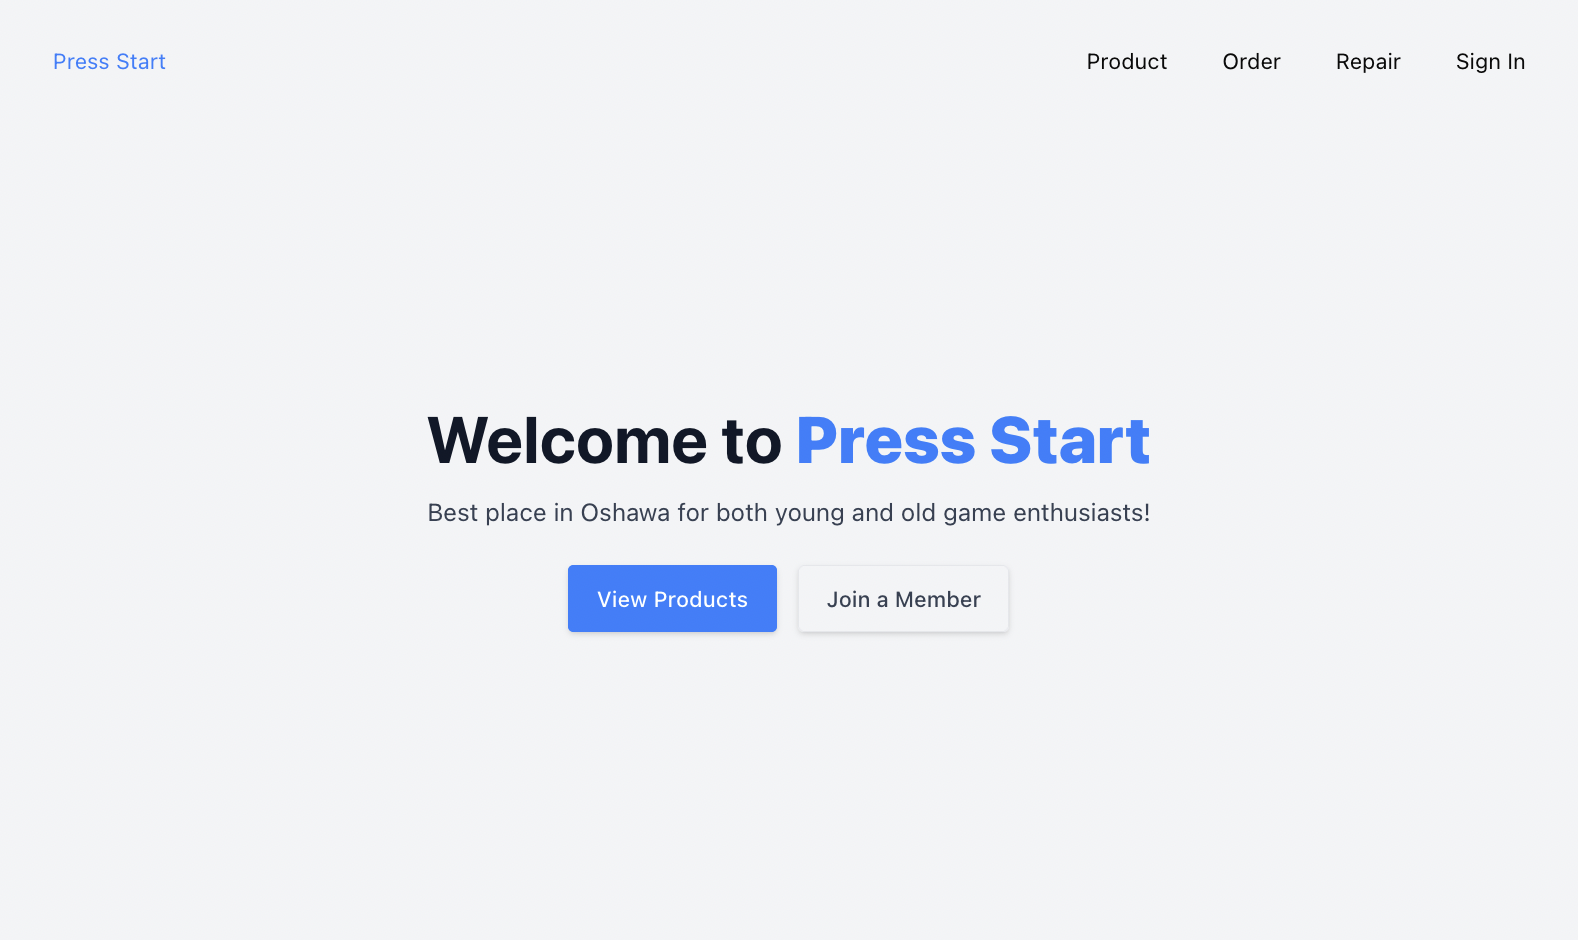 Press Start Product Order Repair Sign In
Welcome to Press Start
Best place in Oshawa for both young and old game enthusiasts!
View Products Join a Member